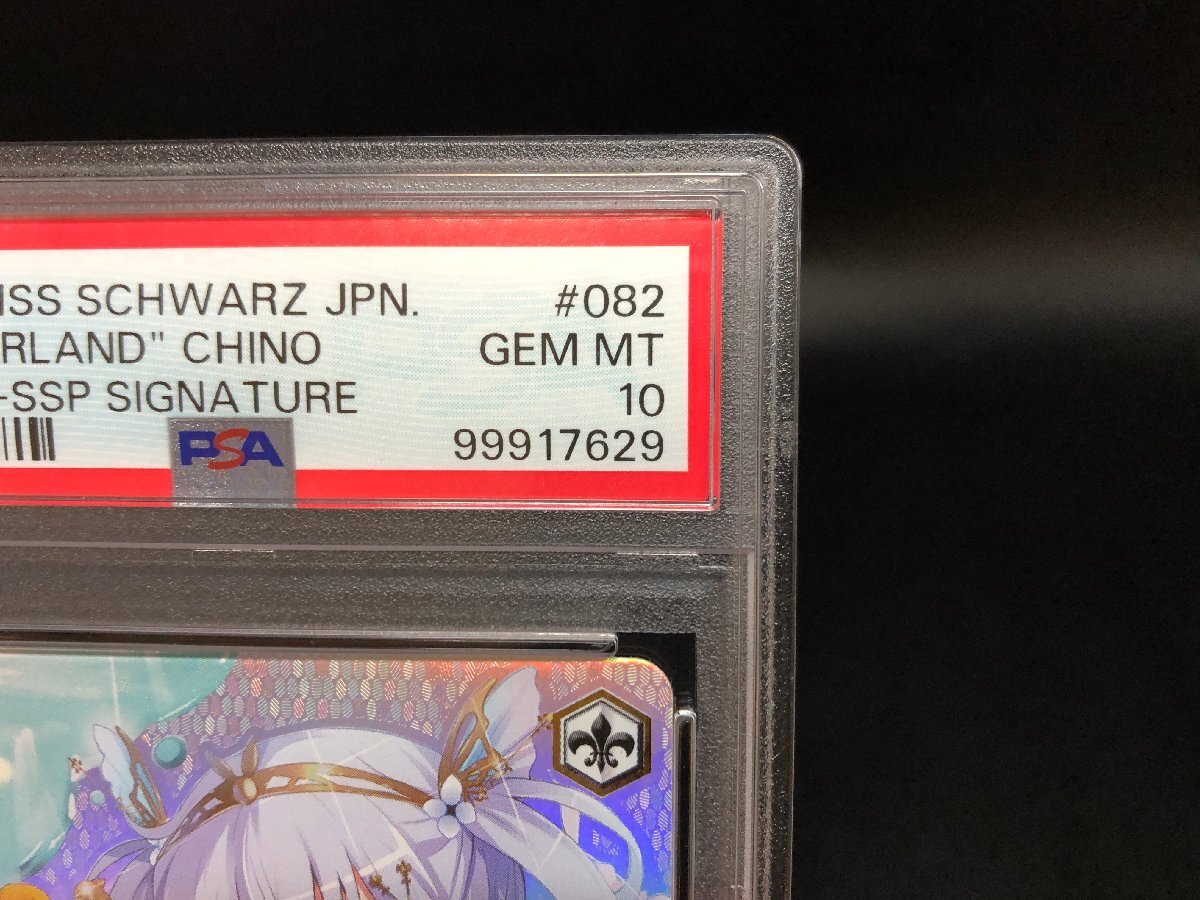 ISS SCHWARZ JPN. #082
RLAND" CHINO GEM MT
-SSP SIGNATURE 10
PSA 99917629